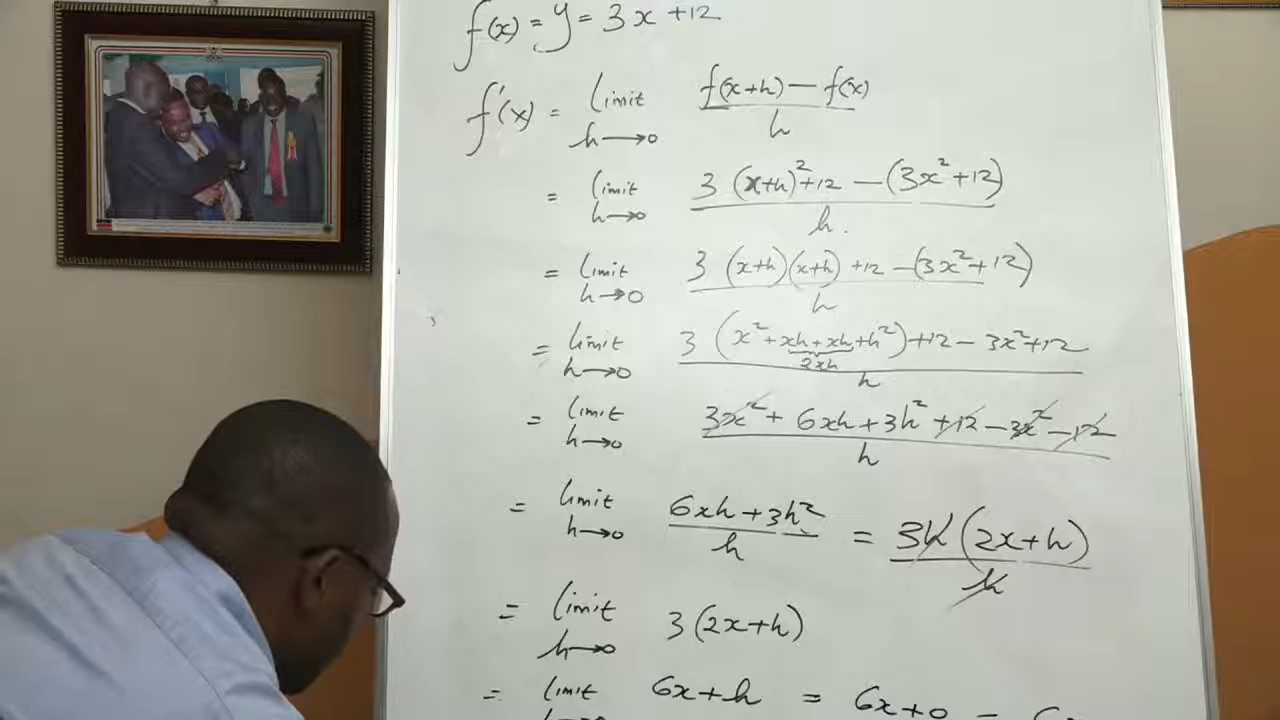 f(x) = y = 3x + 12
f'(x) = limit h→0 f(x+h) − f(x) / h
= limit h→0 3(x+h)² + 12 − (3x² + 12) / h.
= limit h→0 3(x+h)(x+h) + 12 − (3x² + 12) / h
= limit h→0 3(x² + xh + xh + h²) + 12 − 3x² + 12 / h
2xh
= limit h→0 3x² + 6xh + 3h² + 12 − 3x² − 12 / h
= limit h→0 6xh + 3h² / h = 3h(2x+h) / h
= limit h→0 3(2x+h)
= limit h→0 6x + h = 6x + 0 =